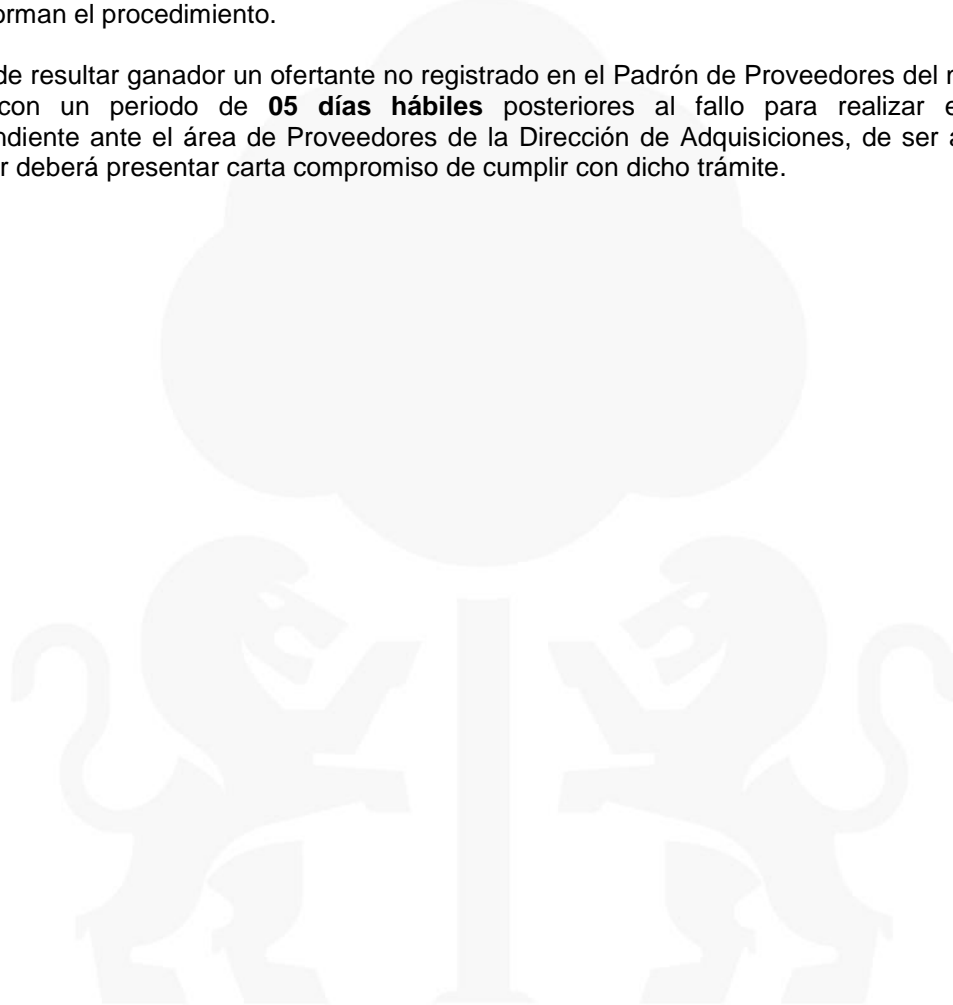 orman el procedimiento.
de resultar ganador un ofertante no registrado en el Padrón de Proveedores del
con un periodo de 05 días hábiles posteriores al fallo para realizar
ndiente ante el área de Proveedores de la Dirección de Adquisiciones, de ser
r deberá presentar carta compromiso de cumplir con dicho trámite.